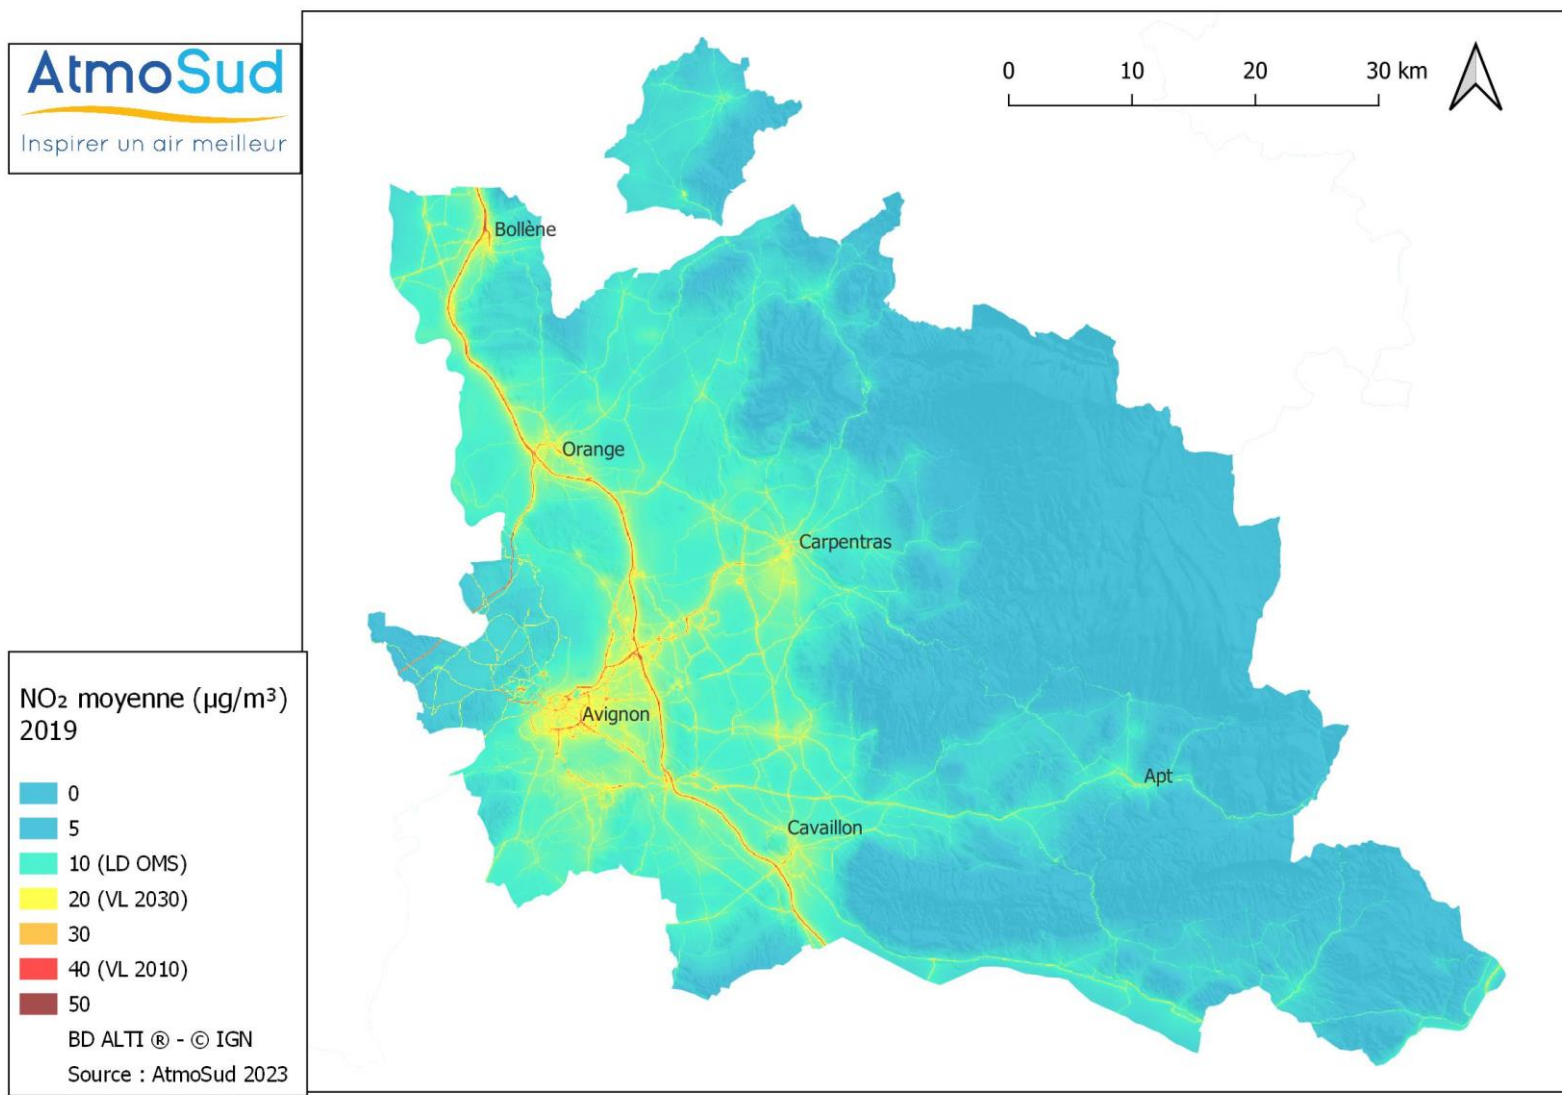 AtmoSud
Inspirer un air meilleur
0 10 20 30 km
Bollène
Orange
Carpentras
Avignon
Apt
Cavaillon
NO₂ moyenne (µg/m³)
2019
0
5
10 (LD OMS)
20 (VL 2030)
30
40 (VL 2010)
50
BD ALTI ® - © IGN
Source : AtmoSud 2023